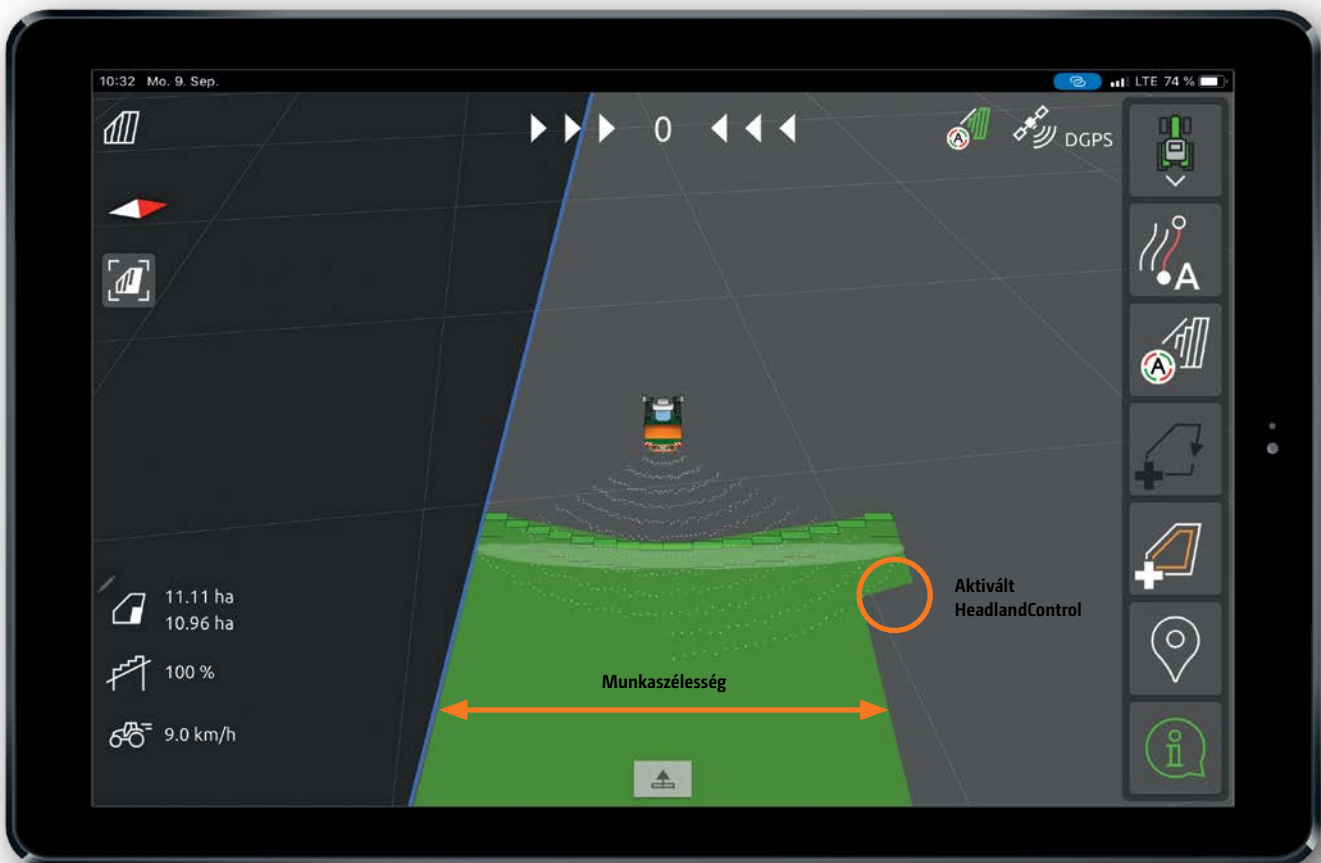 10:32 Mo. 9. Sep.
LTE 74 %
0
A
DGPS
A
A
11.11 ha
10.96 ha
100 %
9.0 km/h
Aktivált
HeadlandControl
Munkaszélesség
i